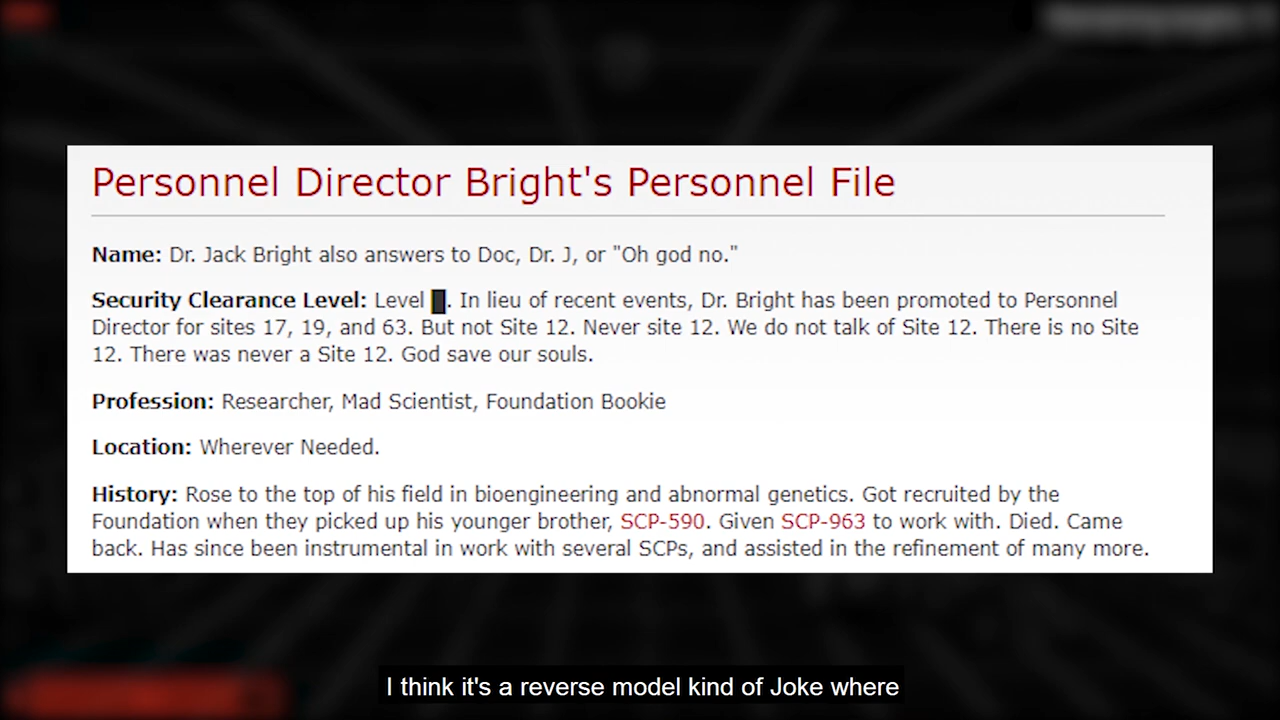 Personnel Director Bright's Personnel File
Name: Dr. Jack Bright also answers to Doc, Dr. J, or "Oh god no."
Security Clearance Level: Level █. In lieu of recent events, Dr. Bright has been promoted to Personnel
Director for sites 17, 19, and 63. But not Site 12. Never site 12. We do not talk of Site 12. There is no Site
12. There was never a Site 12. God save our souls.
Profession: Researcher, Mad Scientist, Foundation Bookie
Location: Wherever Needed.
History: Rose to the top of his field in bioengineering and abnormal genetics. Got recruited by the
Foundation when they picked up his younger brother, SCP-590. Given SCP-963 to work with. Died. Came
back. Has since been instrumental in work with several SCPs, and assisted in the refinement of many more.
I think it's a reverse model kind of Joke where